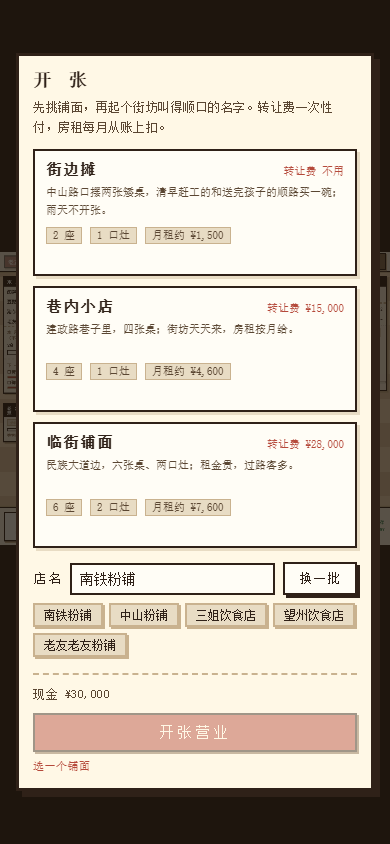 开 张
先挑铺面，再起个街坊叫得顺口的名字。转让费一次性
付，房租每月从账上扣。
街边摊
转让费 不用
中山路口摆两张矮桌，清早赶工的和送完孩子的顺路买一碗；
雨天不开张。
2 座
1 口灶
月租约 ¥1,500
巷内小店
转让费 ¥15,000
建政路巷子里，四张桌；街坊天天来，房租按月给。
4 座
1 口灶
月租约 ¥4,600
临街铺面
转让费 ¥28,000
民族大道边，六张桌、两口灶；租金贵，过路客多。
6 座
2 口灶
月租约 ¥7,600
店名
南铁粉铺
换一批
南铁粉铺
中山粉铺
三姐饮食店
望州饮食店
老友老友粉铺
现金 ¥30,000
开张营业
选一个铺面